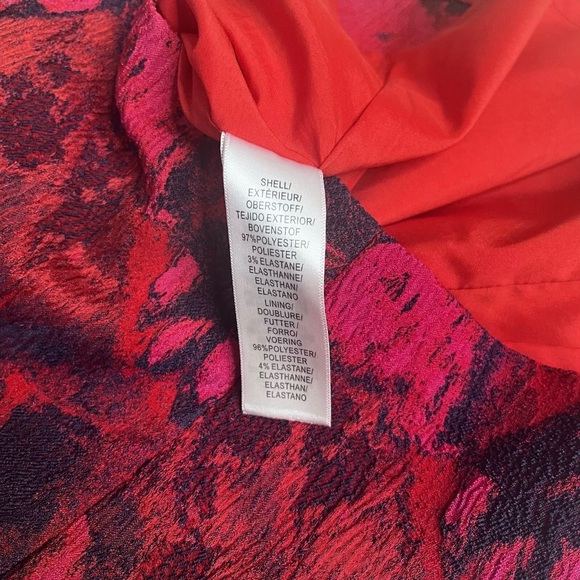 SHELL/
EXTÉRIEUR/
OBERSTOFF/
TEJIDO EXTERIOR/
BOVENSTOF
97%POLYESTER/
POLIESTER
3% ELASTANE/
ELASTHANNE/
ELASTHAN/
ELASTANO
LINING/
DOUBLURE/
FUTTER/
FORRO/
VOERING
96%POLYESTER/
POLIESTER
4% ELASTANE/
ELASTHANNE/
ELASTHAN/
ELASTANO